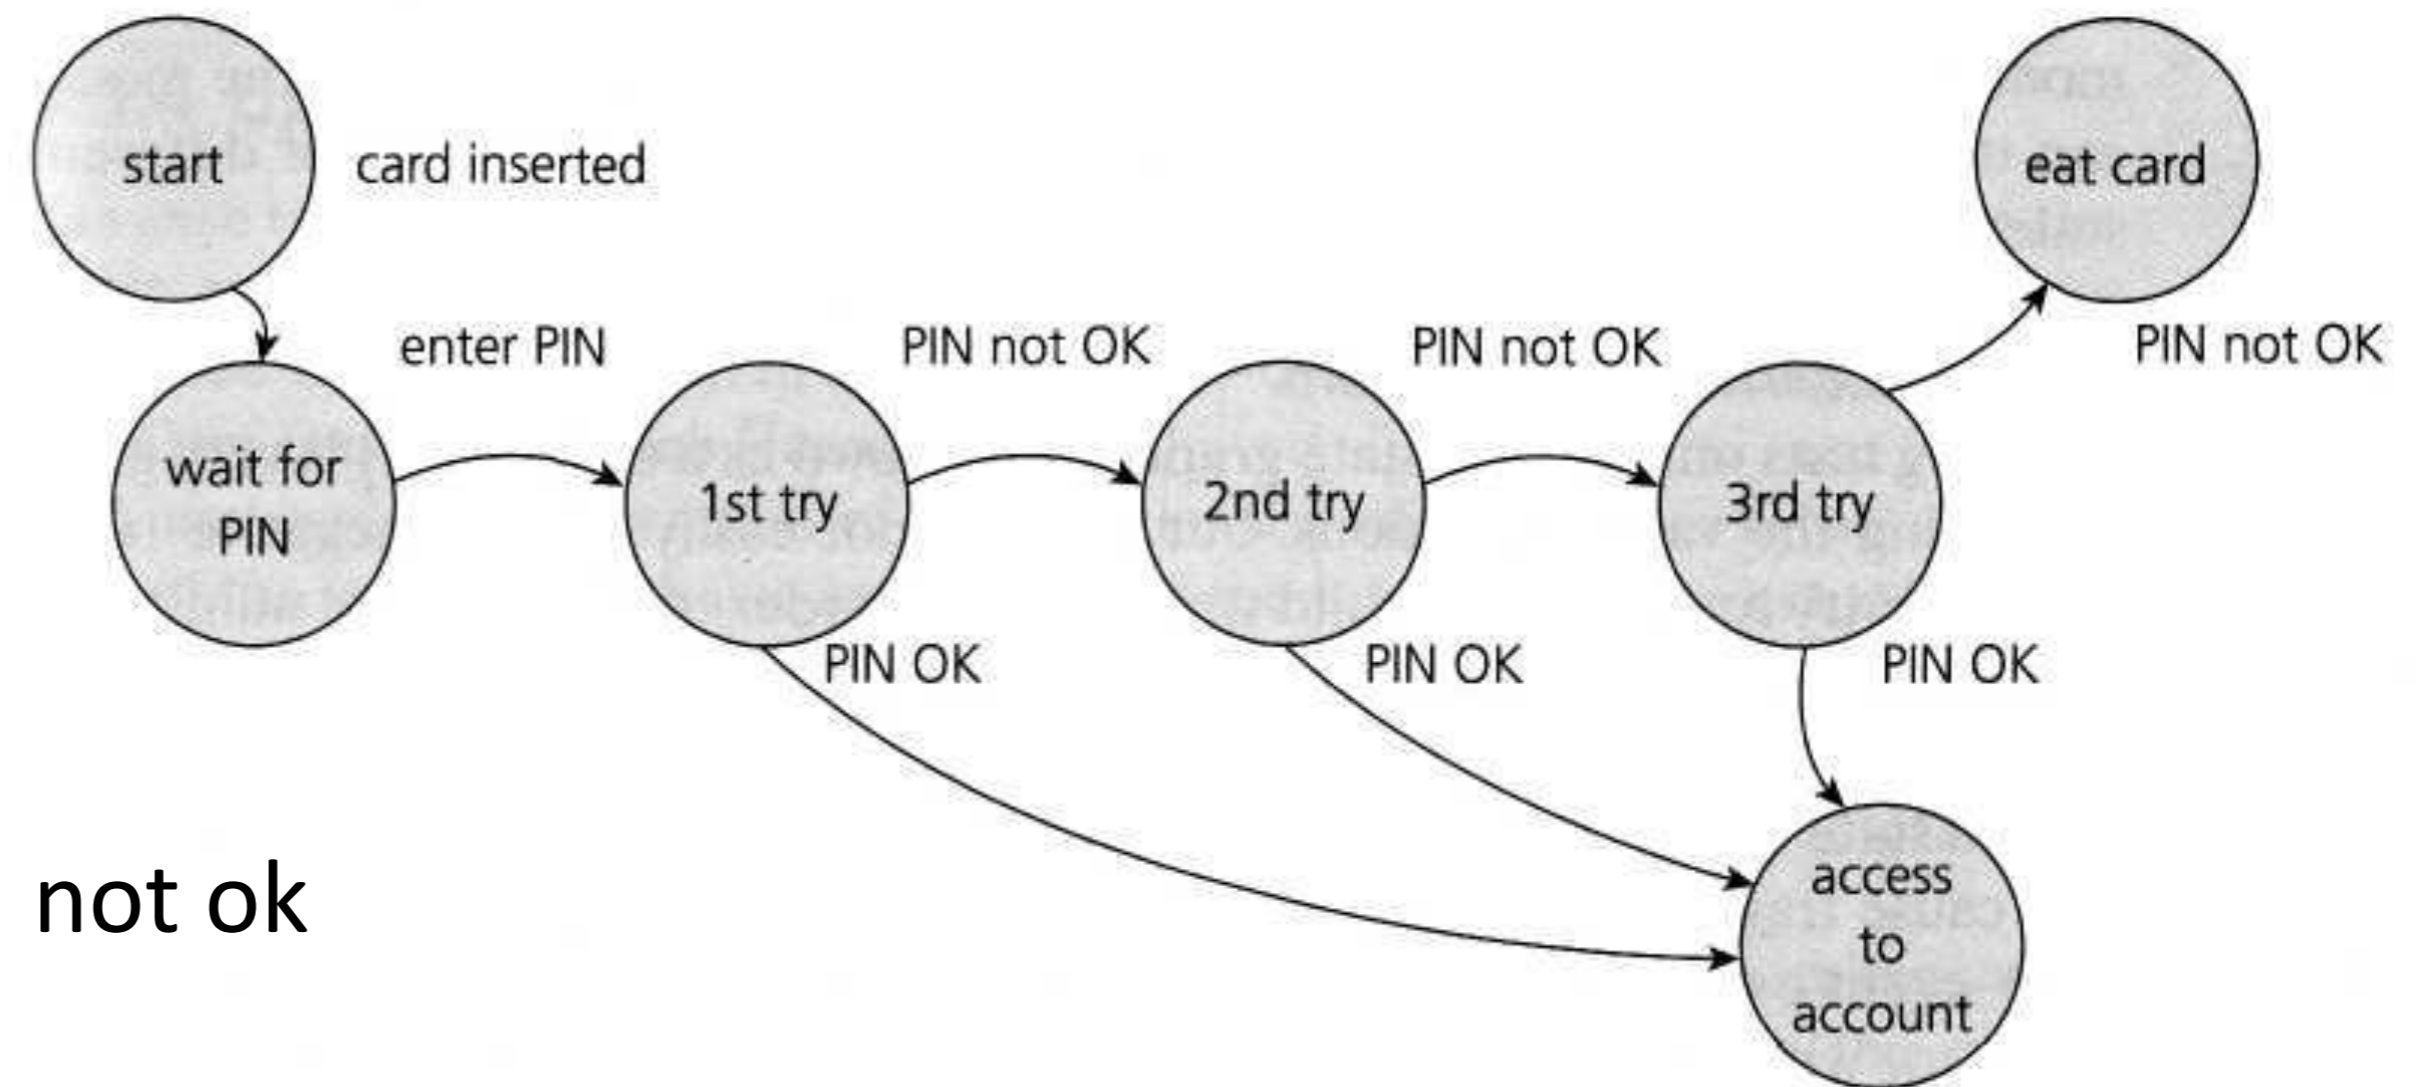 start
card inserted
eat card
enter PIN
PIN not OK
PIN not OK
PIN not OK
wait for
PIN
1st try
2nd try
3rd try
PIN OK
PIN OK
PIN OK
not ok
access
to
account